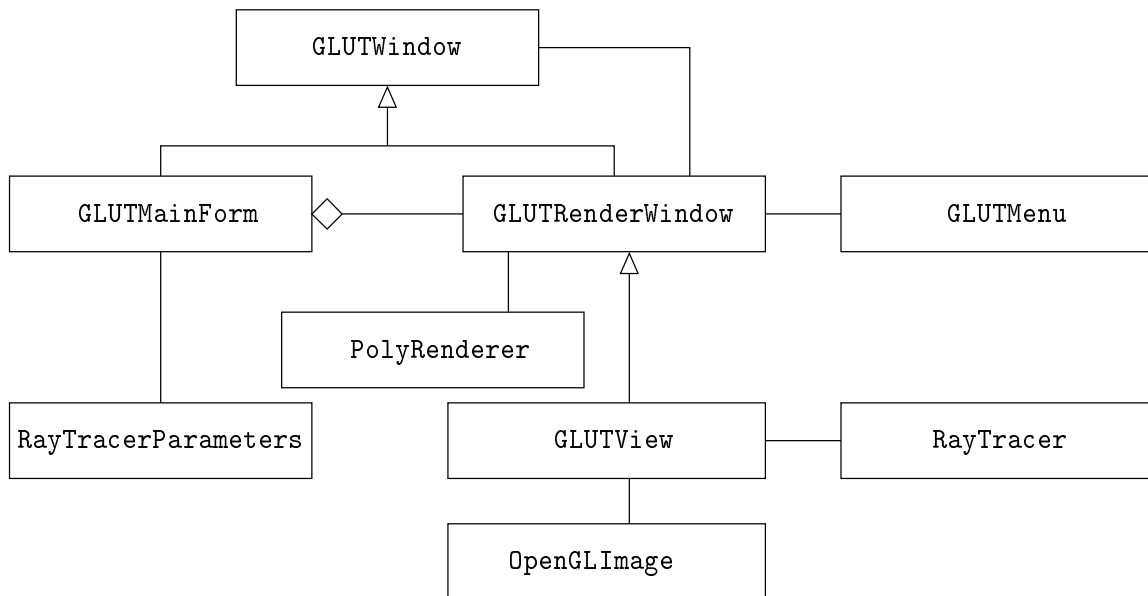 GLUTWindow
GLUTMainForm
GLUTRenderWindow
GLUTMenu
PolyRenderer
RayTracerParameters
GLUTView
RayTracer
OpenGLImage